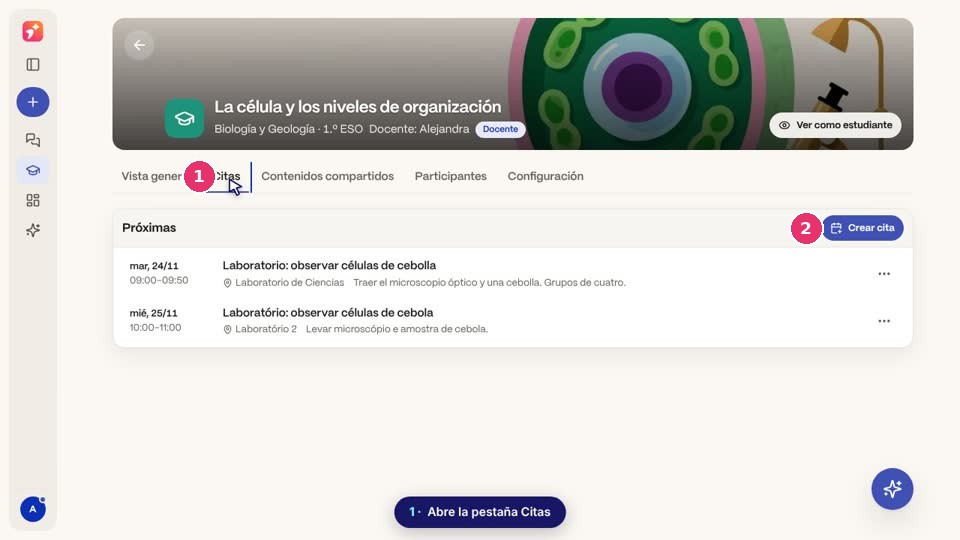 La célula y los niveles de organización
Biología y Geología · 1.º ESO Docente: Alejandra Docente
Ver como estudiante
Vista gener 1 Citas Contenidos compartidos Participantes Configuración
Próximas
2 Crear cita
mar, 24/11 Laboratorio: observar células de cebolla
09:00–09:50 Laboratorio de Ciencias Traer el microscopio óptico y una cebolla. Grupos de cuatro.
mié, 25/11 Laboratório: observar células de cebola
10:00–11:00 Laboratório 2 Levar microscópio e amostra de cebola.
A
1 · Abre la pestaña Citas